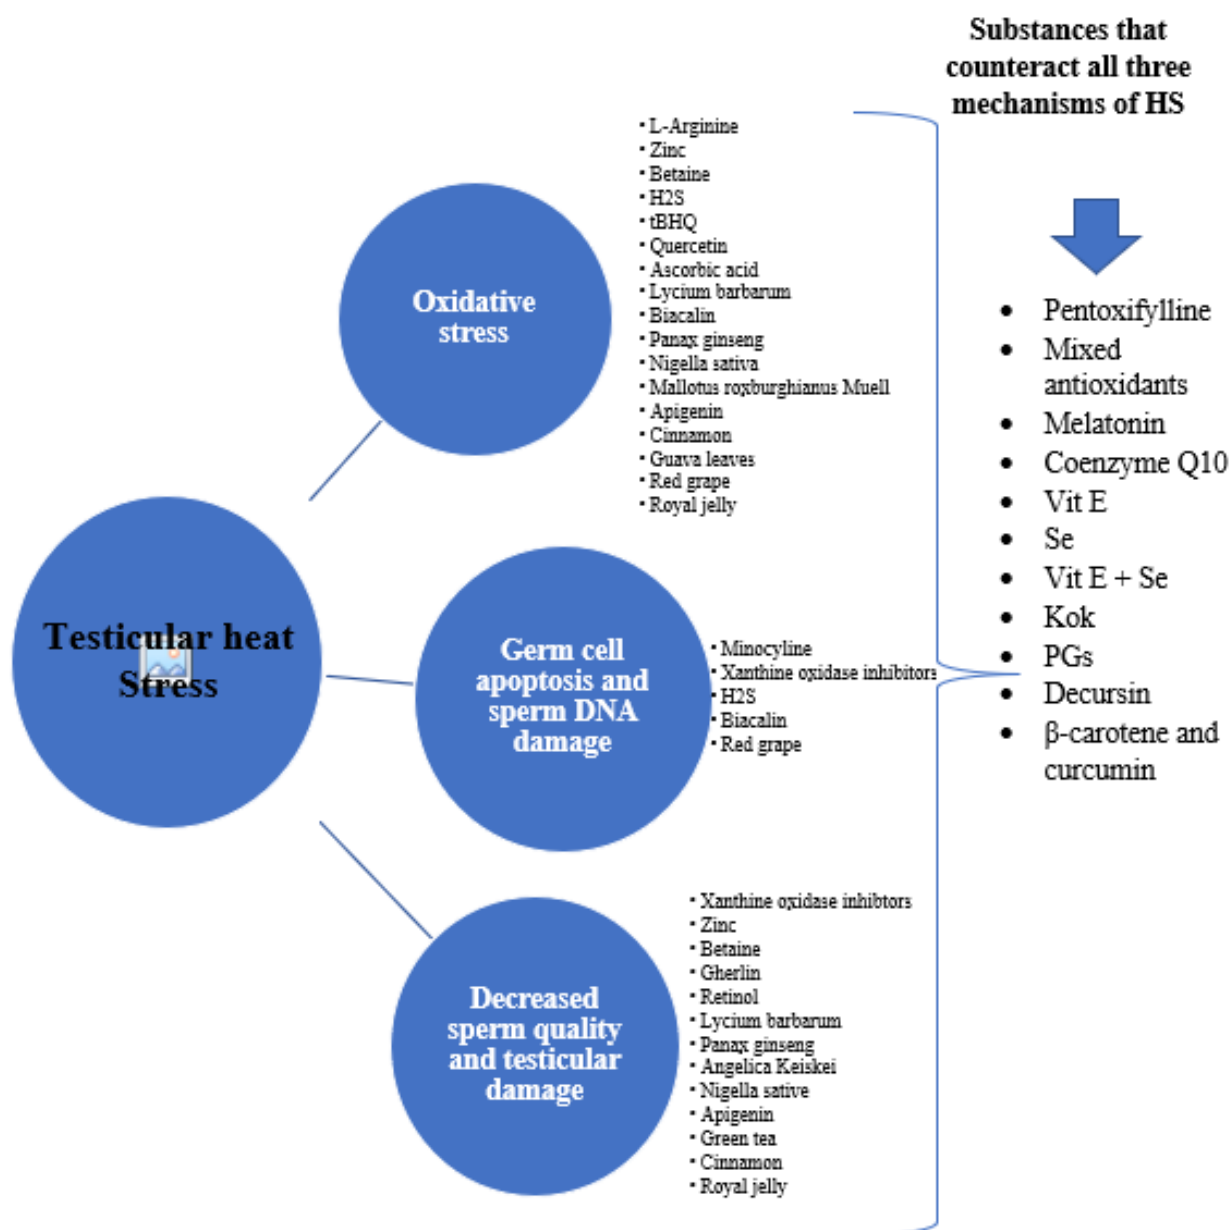 Substances that
counteract all three
mechanisms of HS
Testicular heat
Stress
Oxidative
stress
▪ L-Arginine
▪ Zinc
▪ Betaine
▪ H2S
▪ tBHQ
▪ Quercetin
▪ Ascorbic acid
▪ Lycium barbarum
▪ Biacalin
▪ Panax ginseng
▪ Nigella sativa
▪ Mallotus roxburghianus Muell
▪ Apigenin
▪ Cinnamon
▪ Guava leaves
▪ Red grape
▪ Royal jelly
Germ cell
apoptosis and
sperm DNA
damage
▪ Minocyline
▪ Xanthine oxidase inhibitors
▪ H2S
▪ Biacalin
▪ Red grape
Decreased
sperm quality
and testicular
damage
▪ Xanthine oxidase inhibtors
▪ Zinc
▪ Betaine
▪ Gherlin
▪ Retinol
▪ Lycium barbarum
▪ Panax ginseng
▪ Angelica Keiskei
▪ Nigella sative
▪ Apigenin
▪ Green tea
▪ Cinnamon
▪ Royal jelly
• Pentoxifylline
• Mixed
antioxidants
• Melatonin
• Coenzyme Q10
• Vit E
• Se
• Vit E + Se
• Kok
• PGs
• Decursin
• β-carotene and
curcumin